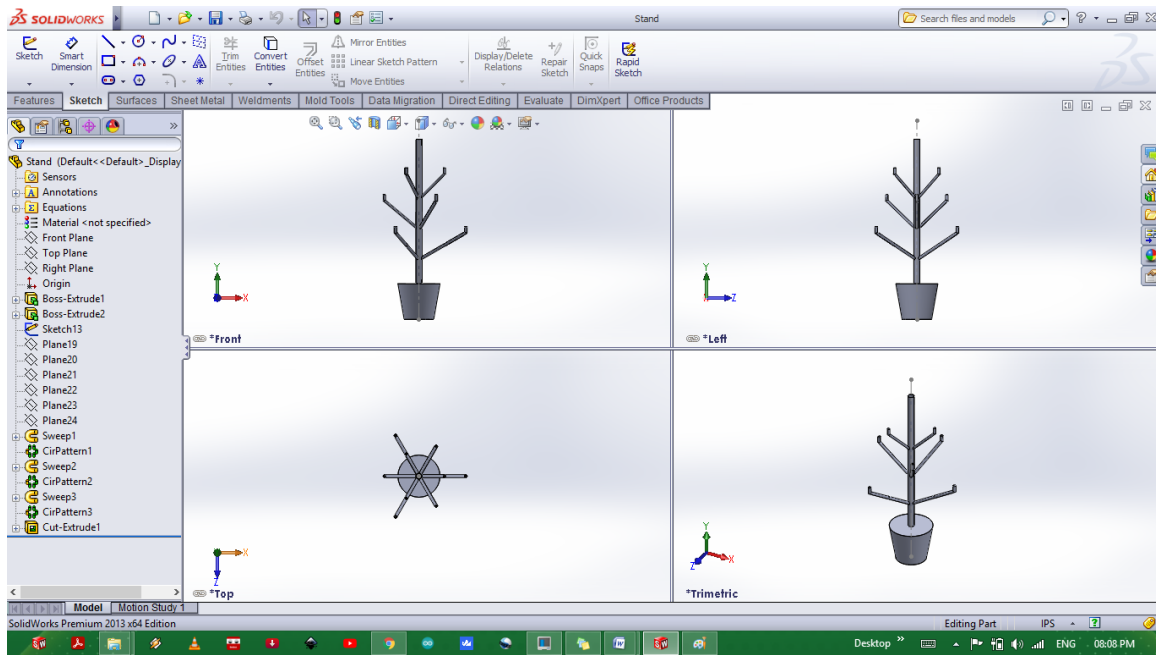 SOLIDWORKS
Stand
Search files and models
Sketch
Smart Dimension
Trim Entities
Convert Entities
Offset Entities
Mirror Entities
Linear Sketch Pattern
Move Entities
Display/Delete Relations
Repair Sketch
Quick Snaps
Rapid Sketch
Features Sketch Surfaces Sheet Metal Weldments Mold Tools Data Migration Direct Editing Evaluate DimXpert Office Products
Stand (Default<<Default>_Display
Sensors
Annotations
Equations
Material <not specified>
Front Plane
Top Plane
Right Plane
Origin
Boss-Extrude1
Boss-Extrude2
Sketch13
Plane19
Plane20
Plane21
Plane22
Plane23
Plane24
Sweep1
CirPattern1
Sweep2
CirPattern2
Sweep3
CirPattern3
Cut-Extrude1
Y
X
*Front
Y
Z
*Left
X
Z
*Top
Y
X
Z
*Trimetric
Model Motion Study 1
SolidWorks Premium 2013 x64 Edition
Editing Part
IPS
Desktop
ENG
08:08 PM